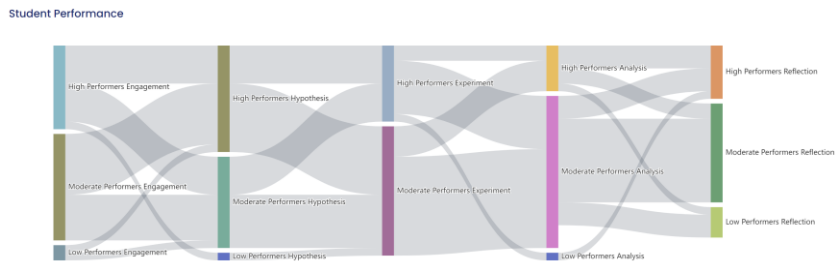 Student Performance
High Performers Engagement
Moderate Performers Engagement
Low Performers Engagement
High Performers Hypothesis
Moderate Performers Hypothesis
Low Performers Hypothesis
High Performers Experiment
Moderate Performers Experiment
High Performers Analysis
Moderate Performers Analysis
Low Performers Analysis
High Performers Reflection
Moderate Performers Reflection
Low Performers Reflection